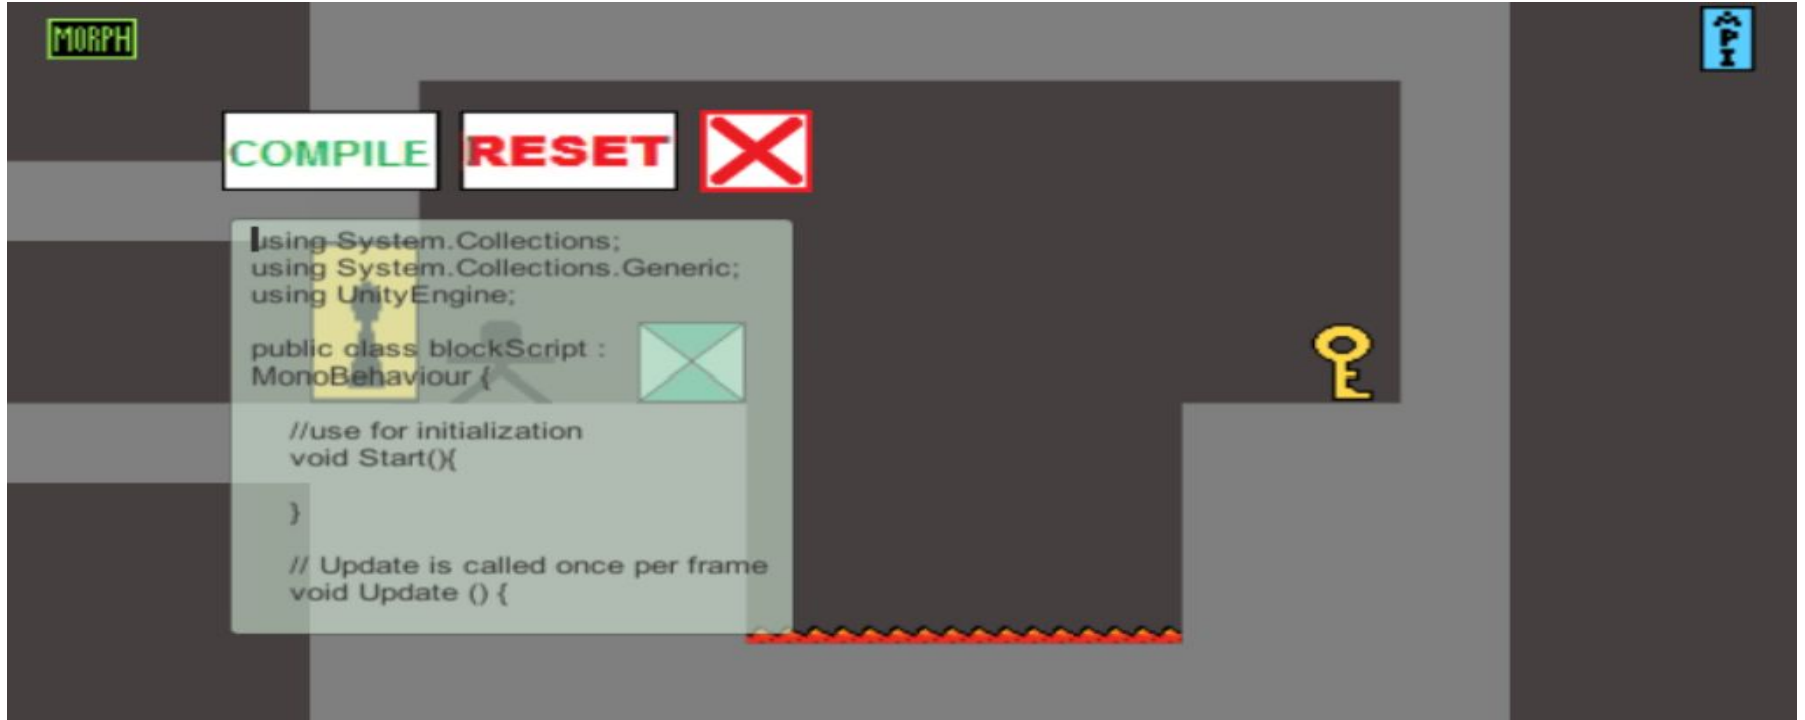 MORPH
^PI
COMPILE RESET
using System.Collections;
using System.Collections.Generic;
using UnityEngine;
public class blockScript :
MonoBehaviour {
//use for initialization
void Start(){
}
// Update is called once per frame
void Update () {